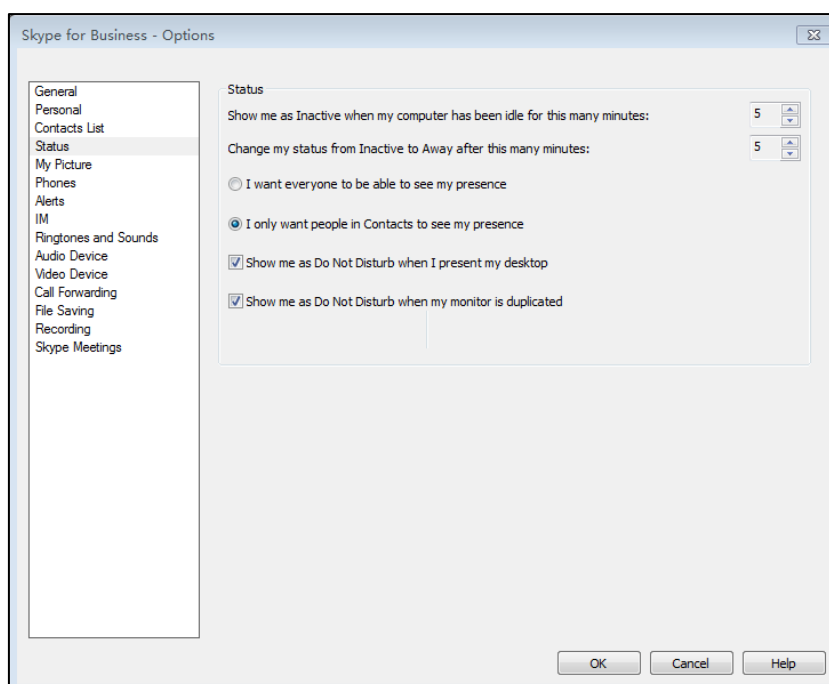 Skype for Business - Options
General
Personal
Contacts List
Status
My Picture
Phones
Alerts
IM
Ringtones and Sounds
Audio Device
Video Device
Call Forwarding
File Saving
Recording
Skype Meetings
Status
Show me as Inactive when my computer has been idle for this many minutes: 5
Change my status from Inactive to Away after this many minutes: 5
I want everyone to be able to see my presence
I only want people in Contacts to see my presence
Show me as Do Not Disturb when I present my desktop
Show me as Do Not Disturb when my monitor is duplicated
OK Cancel Help